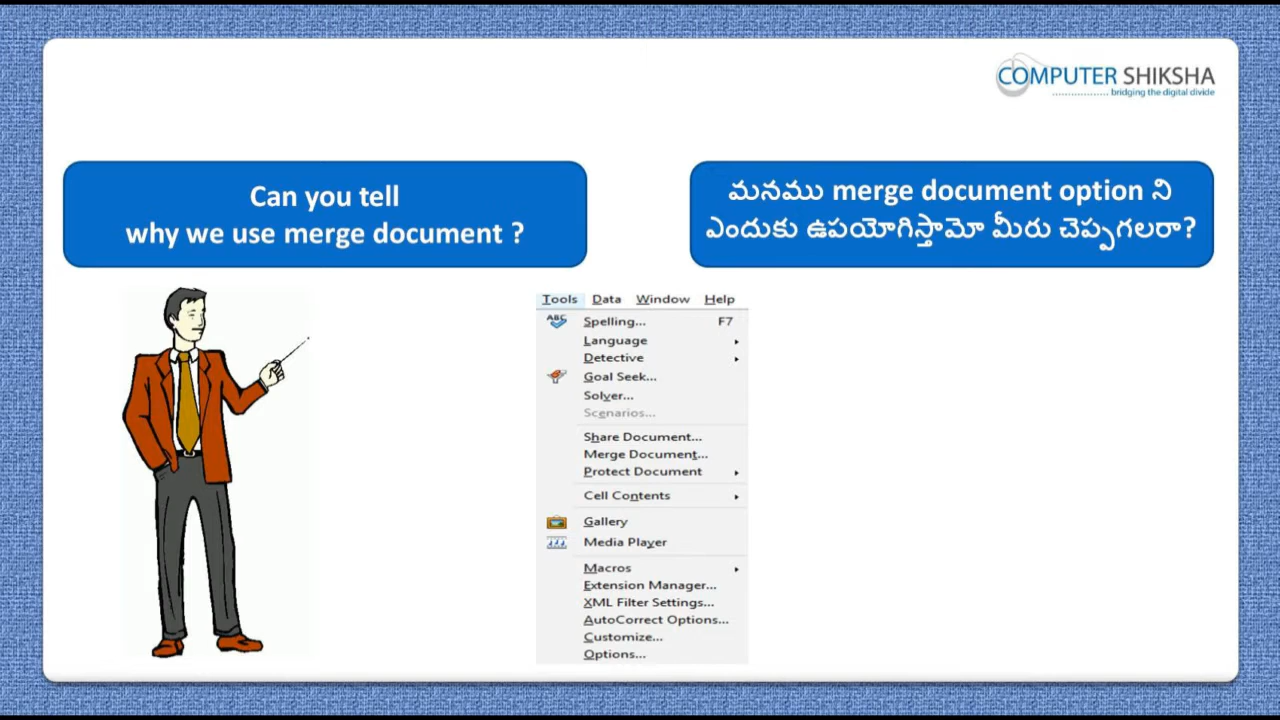 COMPUTER SHIKSHA
bridging the digital divide
Can you tell
why we use merge document ?
మనము merge document option ని
ఎందుకు ఉపయోగిస్తామో మీరు చెప్పగలరా?
Tools Data Window Help
Spelling... F7
Language
Detective
Goal Seek...
Solver...
Scenarios...
Share Document...
Merge Document...
Protect Document
Cell Contents
Gallery
Media Player
Macros
Extension Manager...
XML Filter Settings...
AutoCorrect Options...
Customize...
Options...